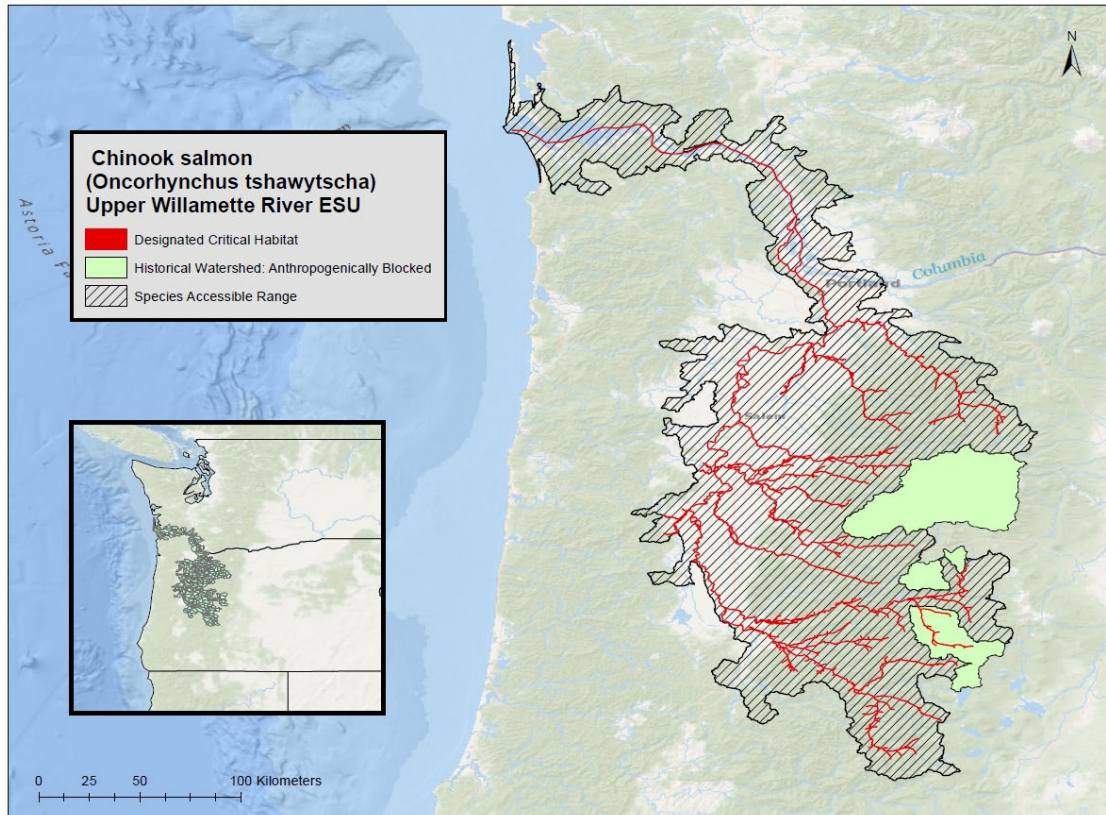 N
Chinook salmon
(Oncorhynchus tshawytscha)
Upper Willamette River ESU
Designated Critical Habitat
Historical Watershed: Anthropogenically Blocked
Species Accessible Range
Astoria
Columbia
Portland
Salem
0 25 50 100 Kilometers